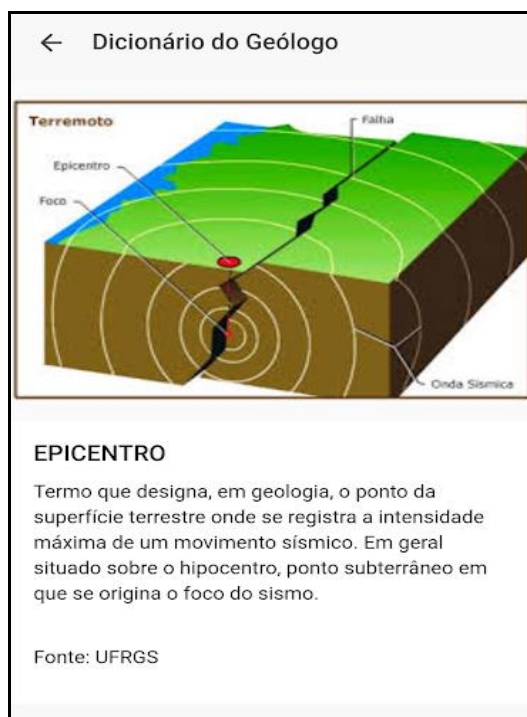 ← Dicionário do Geólogo
Terremoto
Falha
Epicentro
Foco
Onda Sísmica
EPICENTRO
Termo que designa, em geologia, o ponto da
superfície terrestre onde se registra a intensidade
máxima de um movimento sísmico. Em geral
situado sobre o hipocentro, ponto subterrâneo em
que se origina o foco do sismo.
Fonte: UFRGS